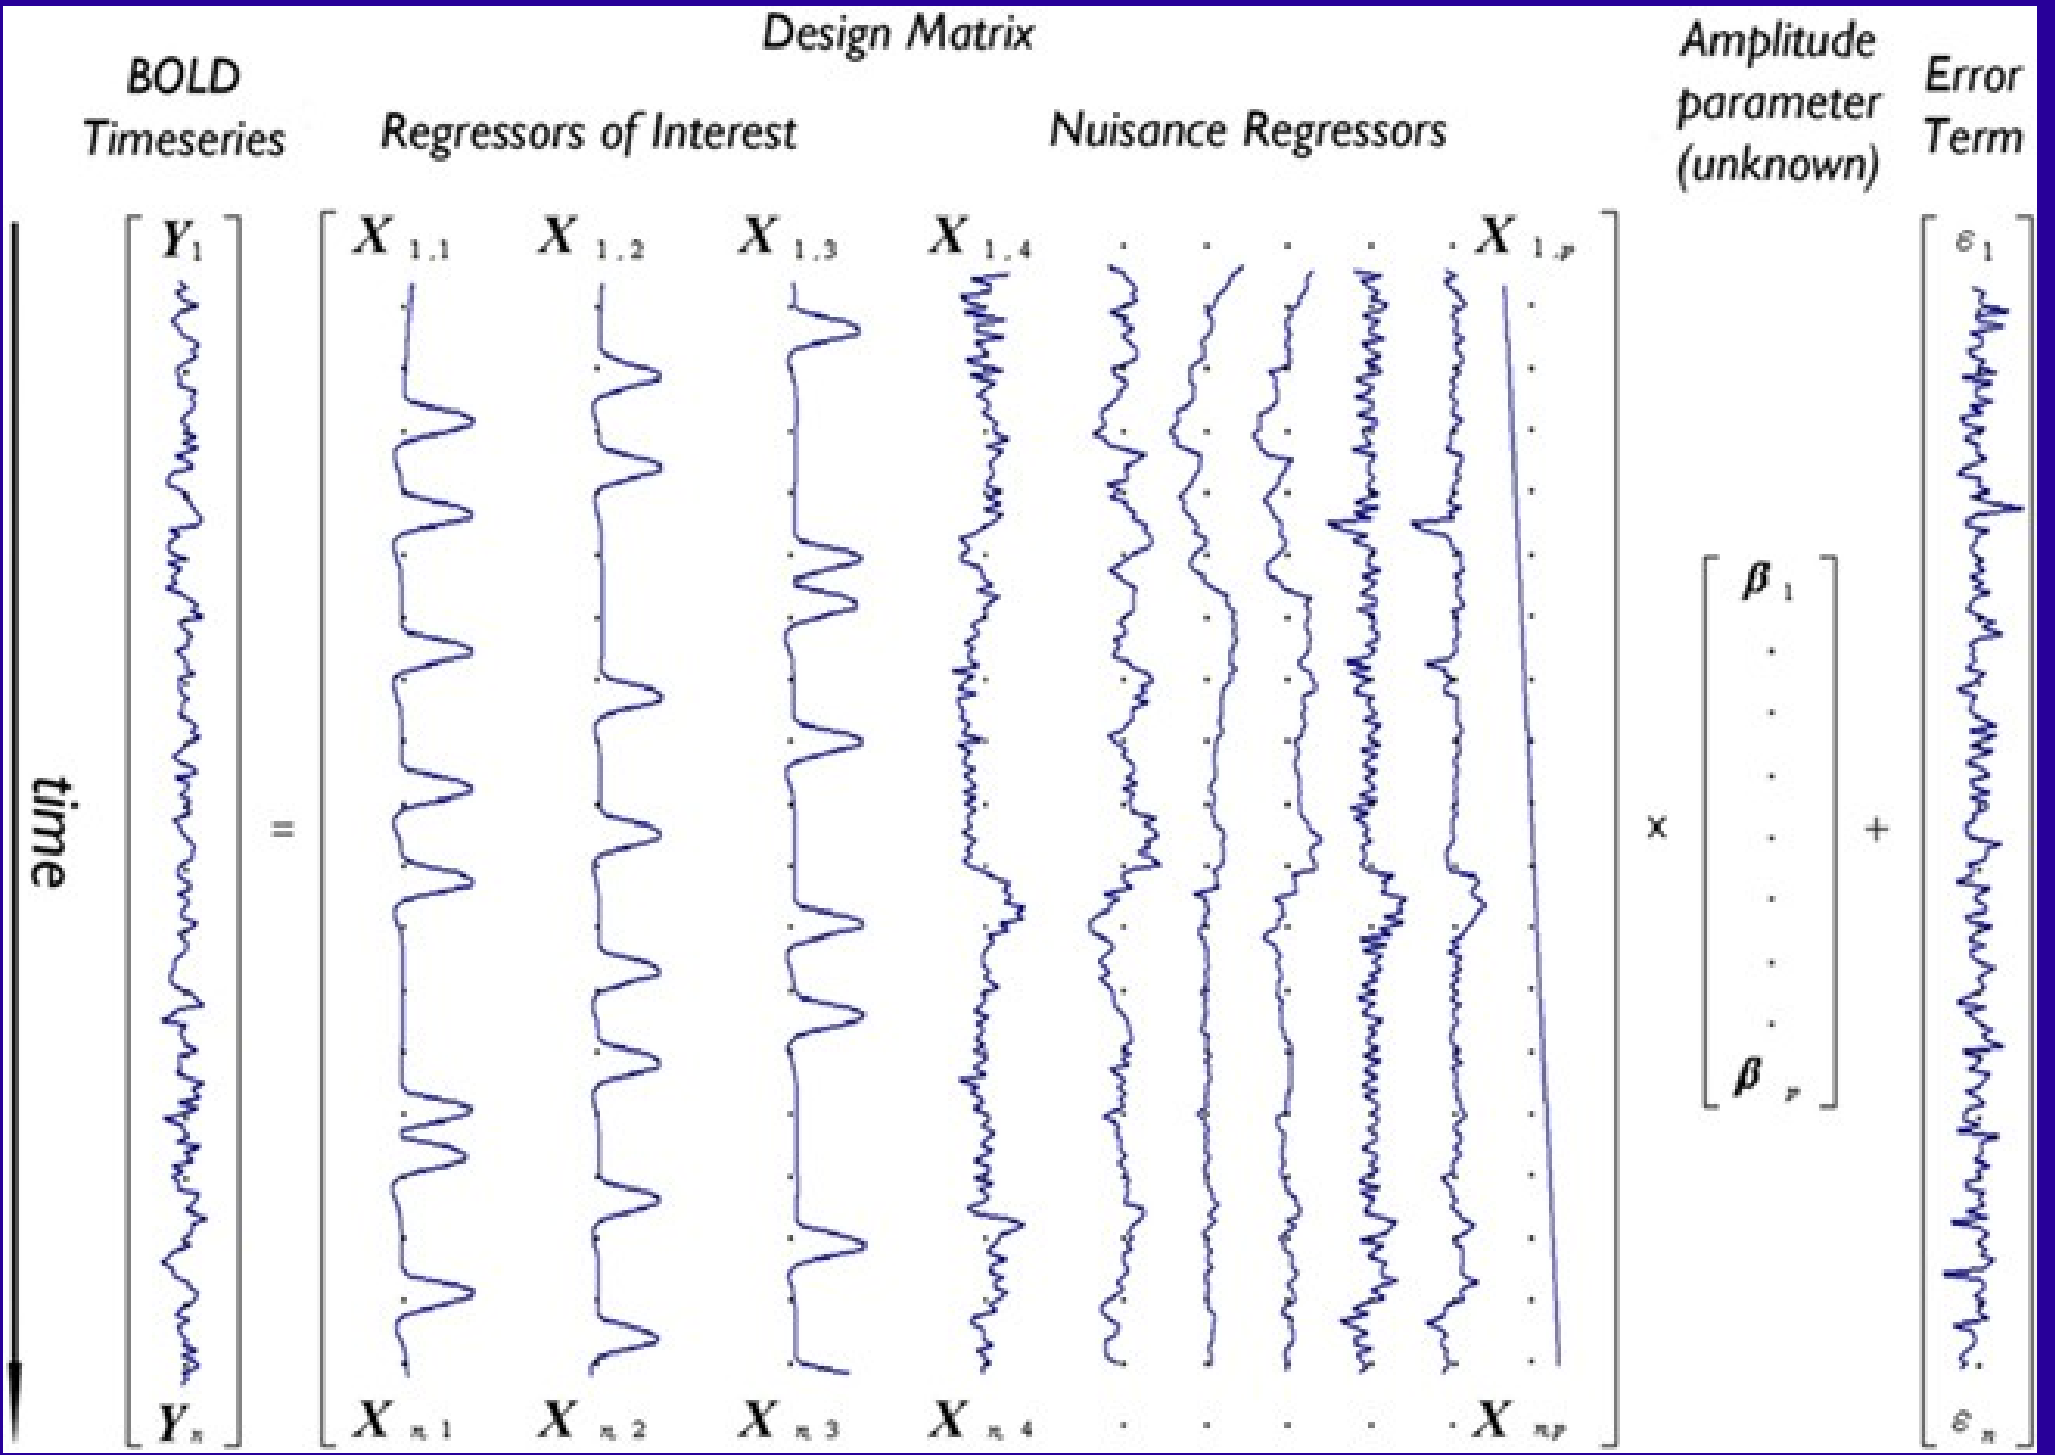 Design Matrix
BOLD
Timeseries
Regressors of Interest
Nuisance Regressors
Amplitude
parameter
(unknown)
Error
Term
Y1 X1,1 X1,2 X1,3 X1,4 . . . . . X1,p ε1
time
=
x
β1
βp
+
Yn Xn,1 Xn,2 Xn,3 Xn,4 . . . . . Xn,p εn